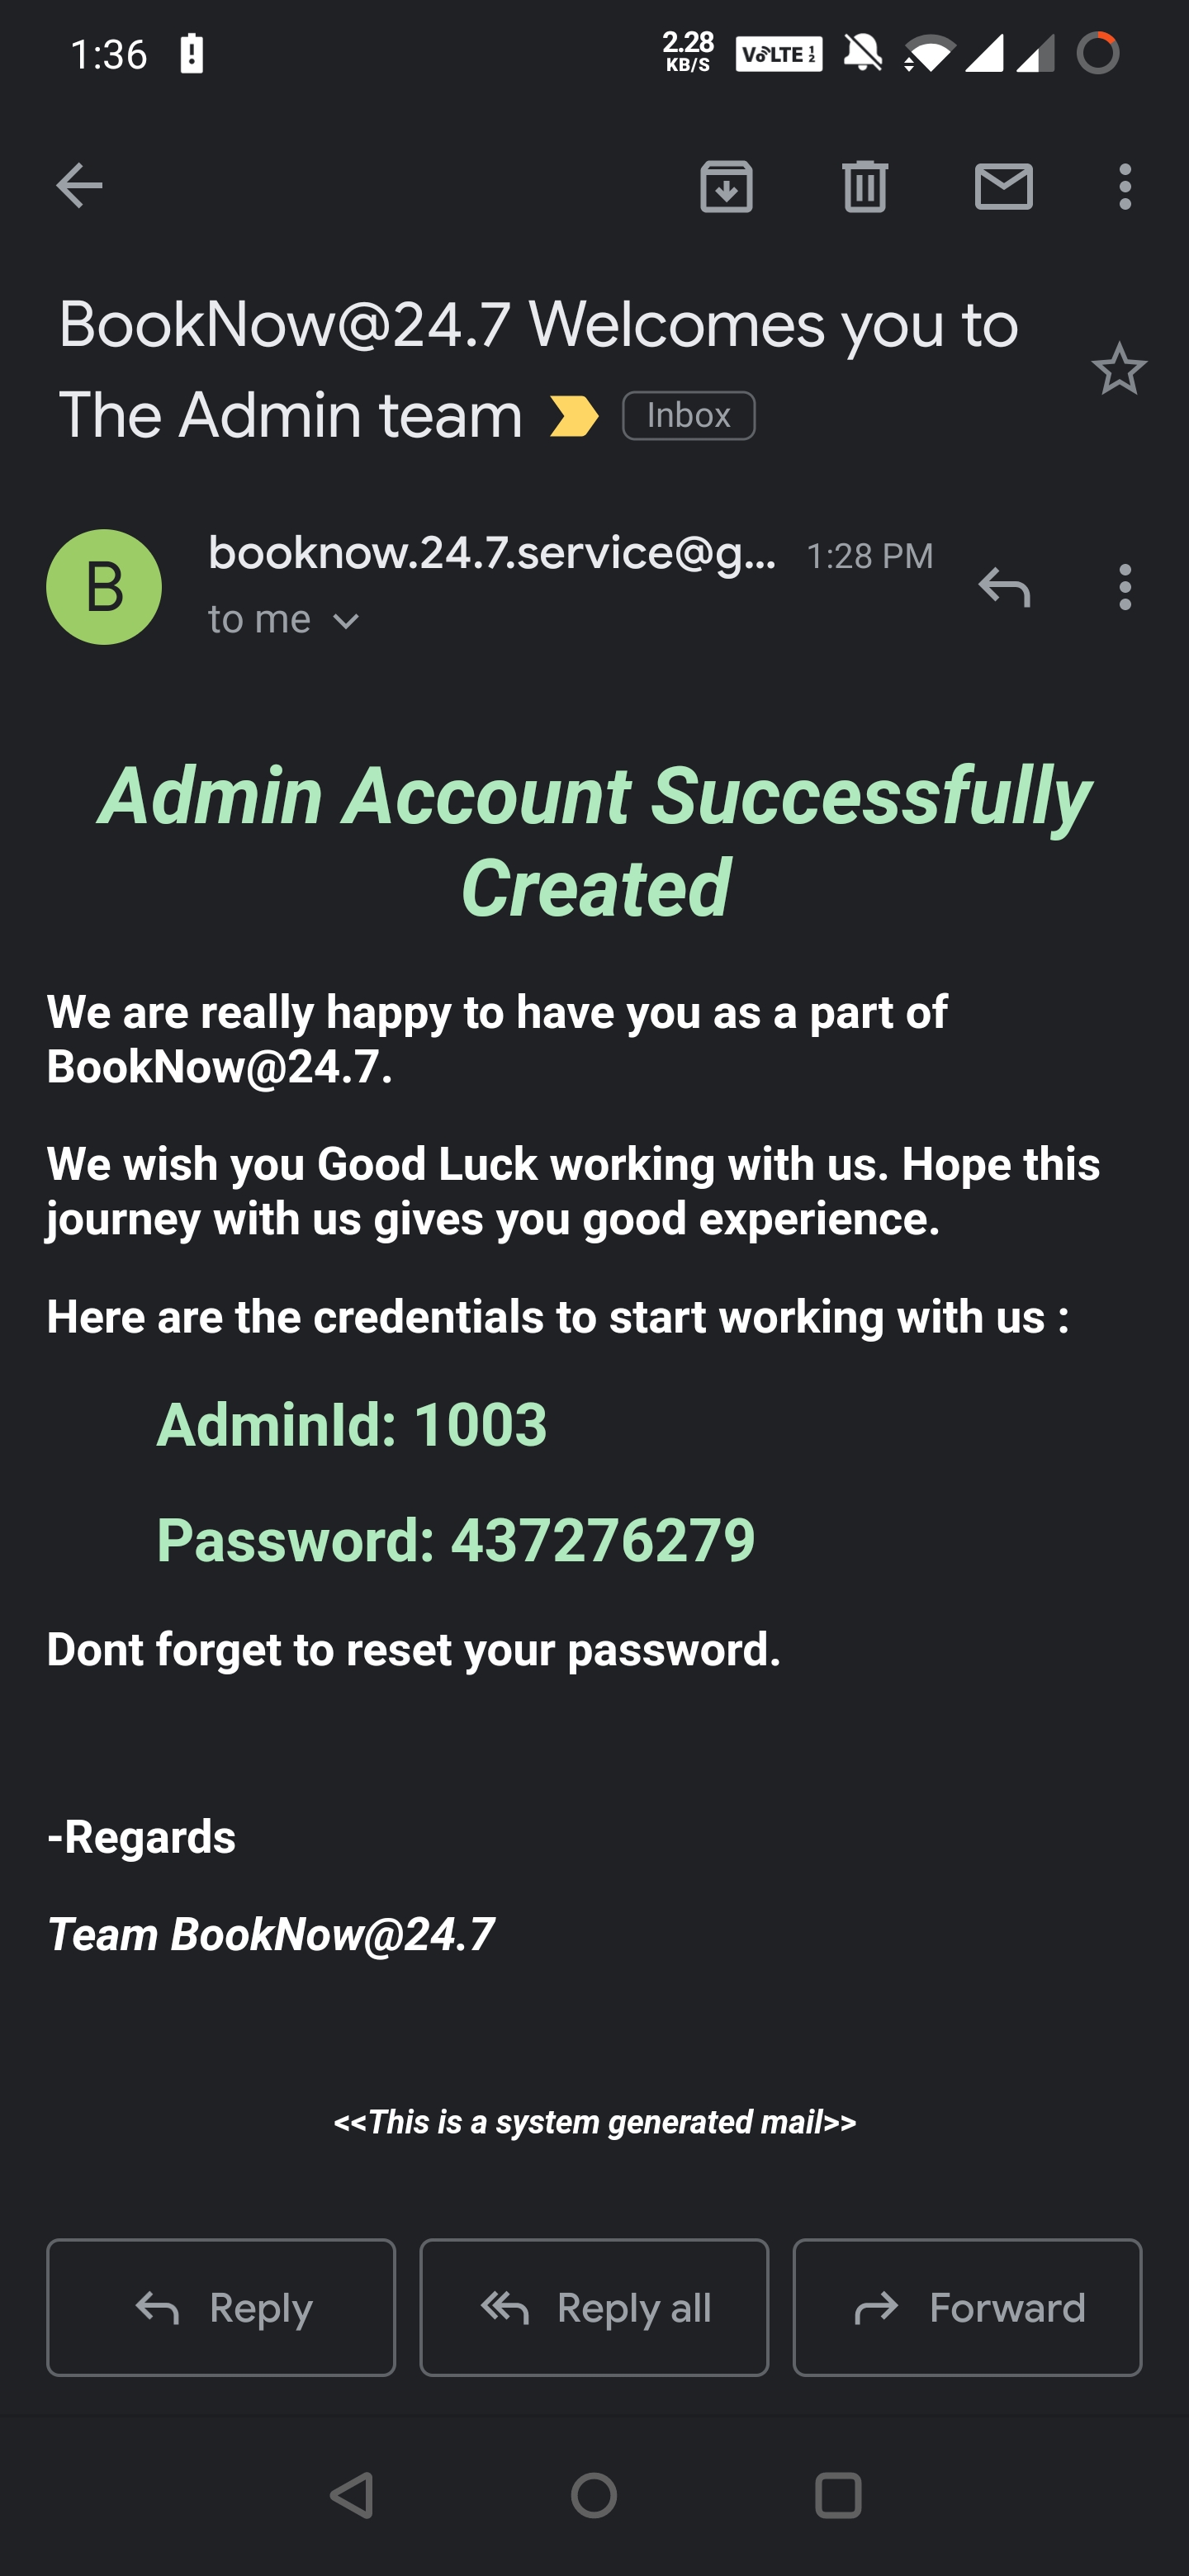 1:36
2.28
KB/S
VoLTE 1 2
BookNow@24.7 Welcomes you to
The Admin team Inbox
B
booknow.24.7.service@g... 1:28 PM
to me
Admin Account Successfully
Created
We are really happy to have you as a part of
BookNow@24.7.
We wish you Good Luck working with us. Hope this
journey with us gives you good experience.
Here are the credentials to start working with us :
AdminId: 1003
Password: 437276279
Dont forget to reset your password.
-Regards
Team BookNow@24.7
<<This is a system generated mail>>
Reply Reply all Forward